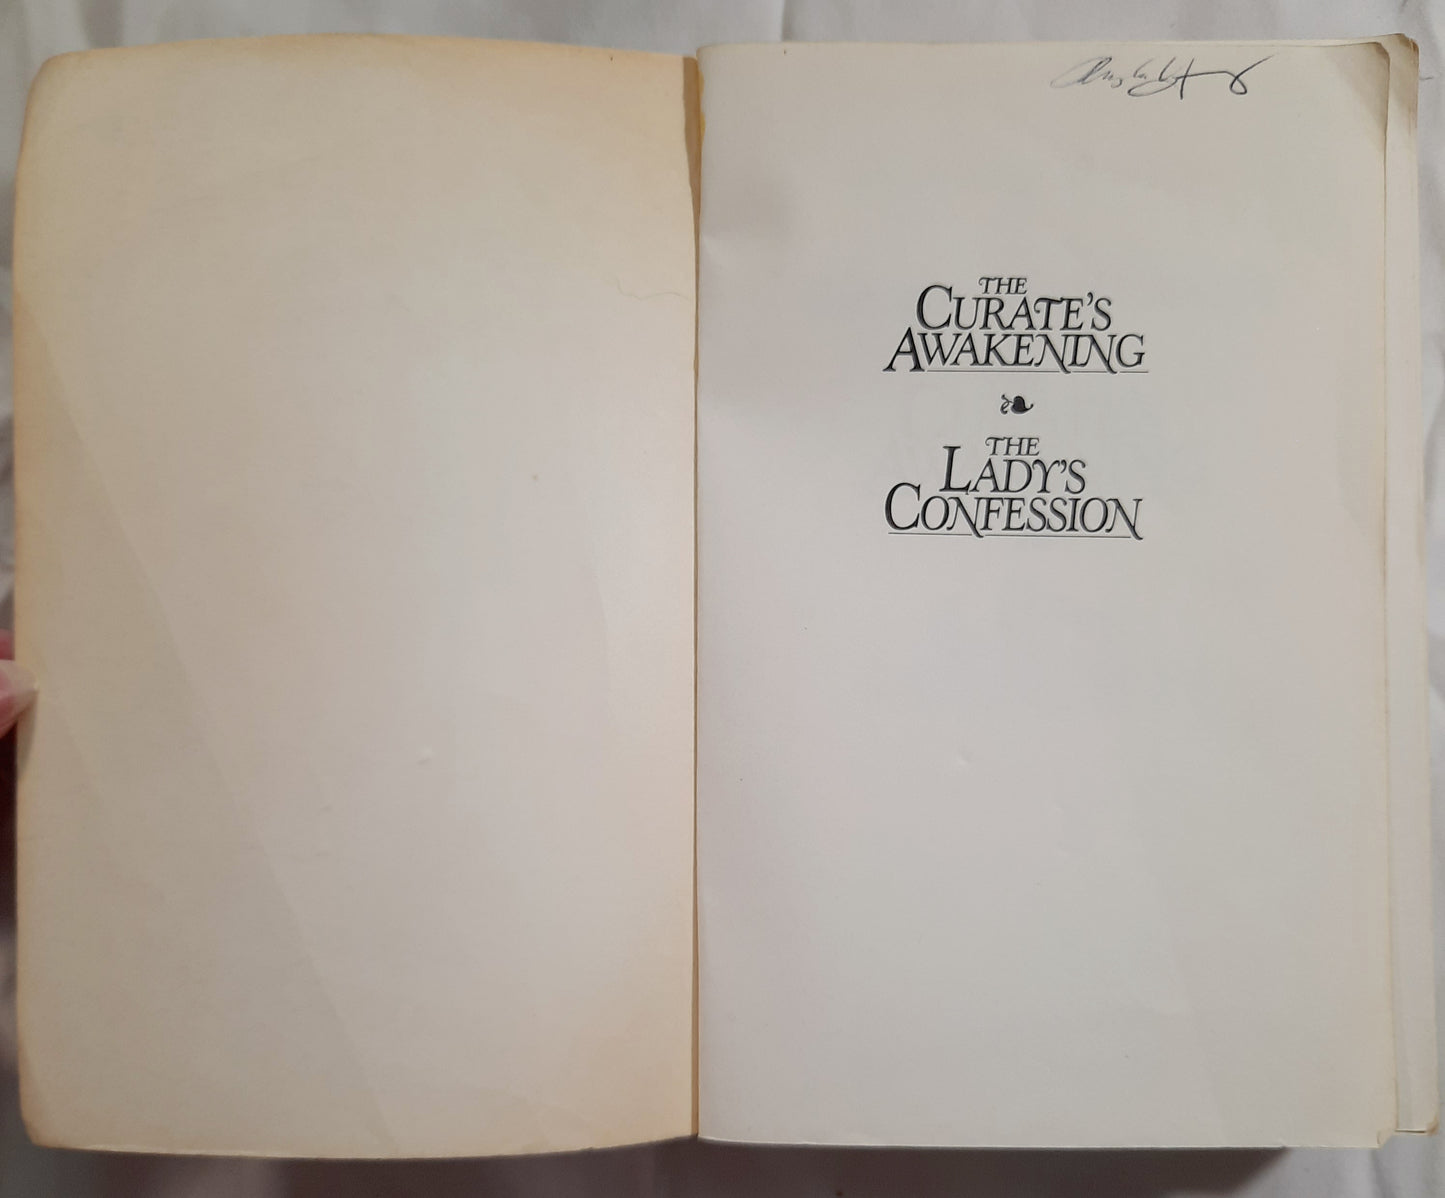 THE
CURATE'S
AWAKENING
THE
LADY'S
CONFESSION